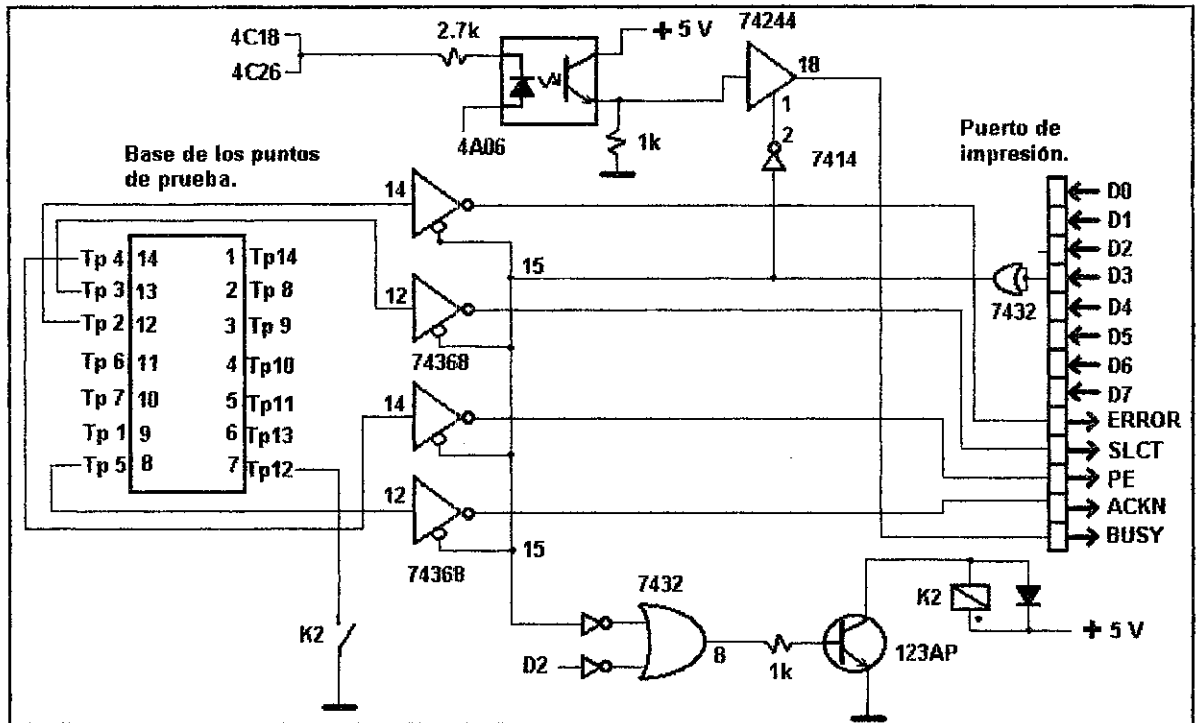 4C18
4C26
2.7k
+ 5 V
74244
18
1
2
7414
4A06
1k
Base de los puntos
de prueba.
Puerto de
impresión.
14
12
14
12
74368
74368
15
15
Tp 4 14 1 Tp14
Tp 3 13 2 Tp 8
Tp 2 12 3 Tp 9
Tp 6 11 4 Tp10
Tp 7 10 5 Tp11
Tp 1 9 6 Tp13
Tp 5 8 7 Tp12
7432
D0
D1
D2
D3
D4
D5
D6
D7
ERROR
SLCT
PE
ACKN
BUSY
K2
D2
7432
8
1k
123AP
K2
+ 5 V